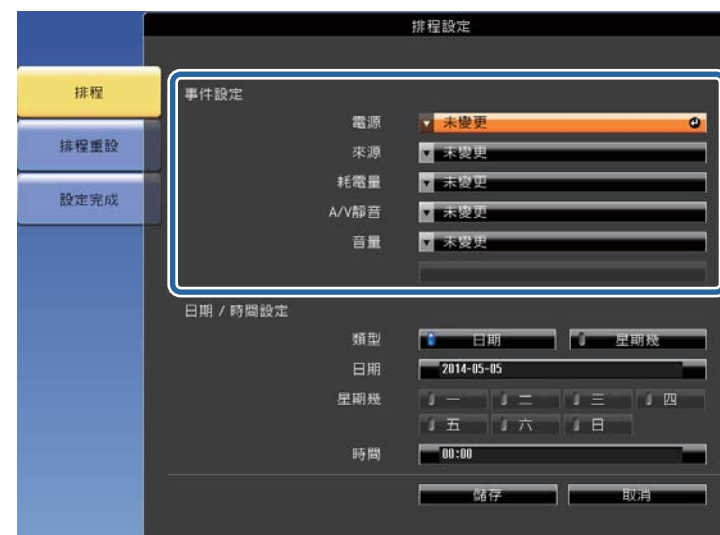 排程設定
排程
排程重設
設定完成
事件設定
電源 未變更
來源 未變更
耗電量 未變更
A/V靜音 未變更
音量 未變更
日期 / 時間設定
類型 日期 星期幾
日期 2014-05-05
星期幾 一 二 三 四
五 六 日
時間 00:00
儲存 取消